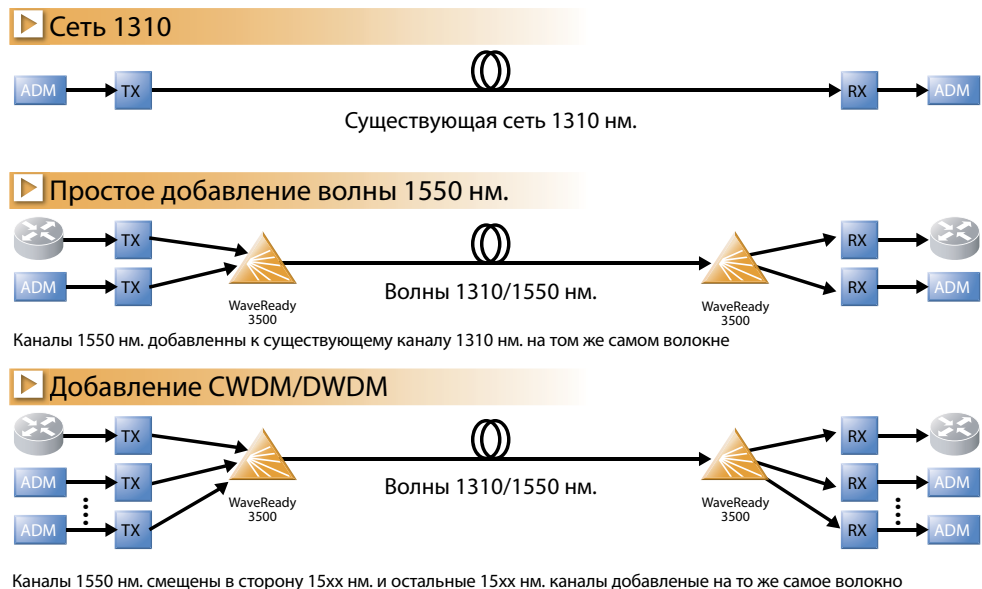 Сеть 1310
ADM TX RX ADM
Существующая сеть 1310 нм.
Простое добавление волны 1550 нм.
TX RX
ADM TX RX ADM
Волны 1310/1550 нм.
WaveReady
3500
WaveReady
3500
Каналы 1550 нм. добавленны к существующему каналу 1310 нм. на том же самом волокне
Добавление CWDM/DWDM
TX RX
ADM TX RX ADM
Волны 1310/1550 нм.
WaveReady
3500
WaveReady
3500
ADM TX RX ADM
Каналы 1550 нм. смещены в сторону 15xx нм. и остальные 15xx нм. каналы добавленые на то же самое волокно